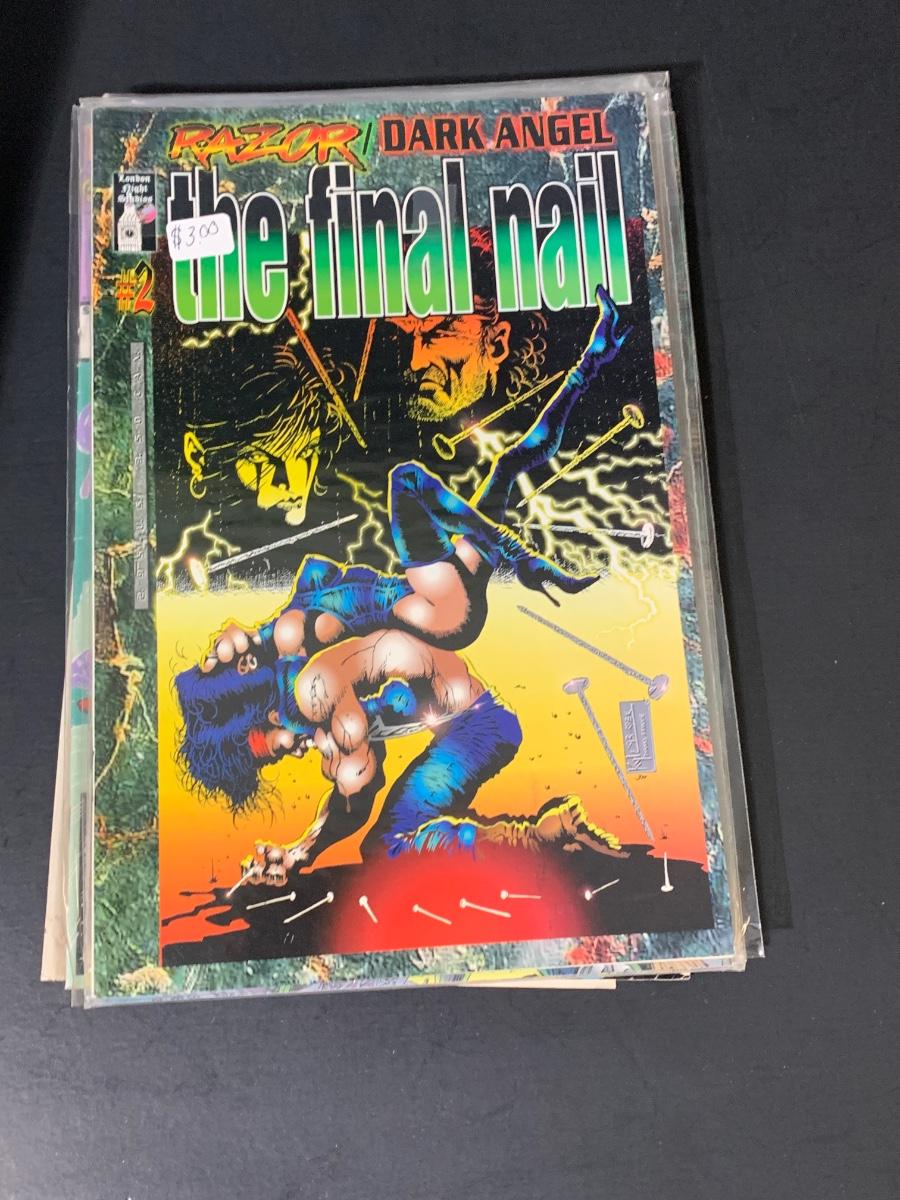 RAZOR / DARK ANGEL
the final nail
London
Night
Studios
$3.00
#2